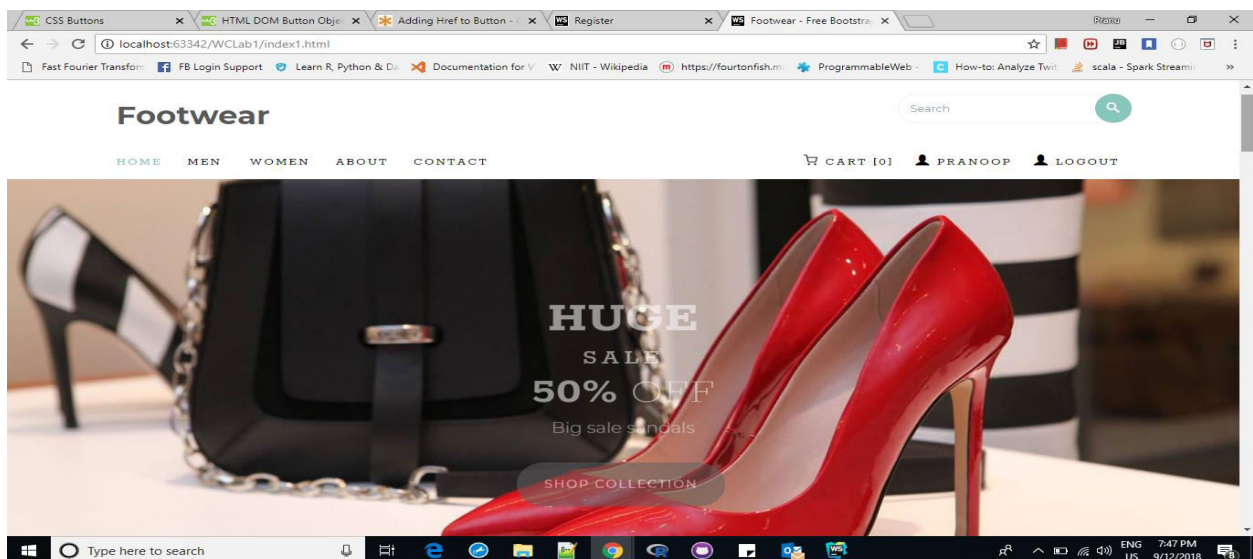 CSS Buttons
HTML DOM Button Obje
Adding Href to Button - C
Register
Footwear - Free Bootstrap
localhost:63342/WCLab1/index1.html
Fast Fourier Transform FB Login Support Learn R, Python & Da Documentation for V NIIT - Wikipedia https://fourtonfish.m ProgrammableWeb - How-to: Analyze Twit scala - Spark Streami
Footwear
Search
HOME MEN WOMEN ABOUT CONTACT CART [0] PRANOOP LOGOUT
HUGE
SALE
50% OFF
Big sale sandals
SHOP COLLECTION
Type here to search
ENG 7:47 PM
US 9/12/2018